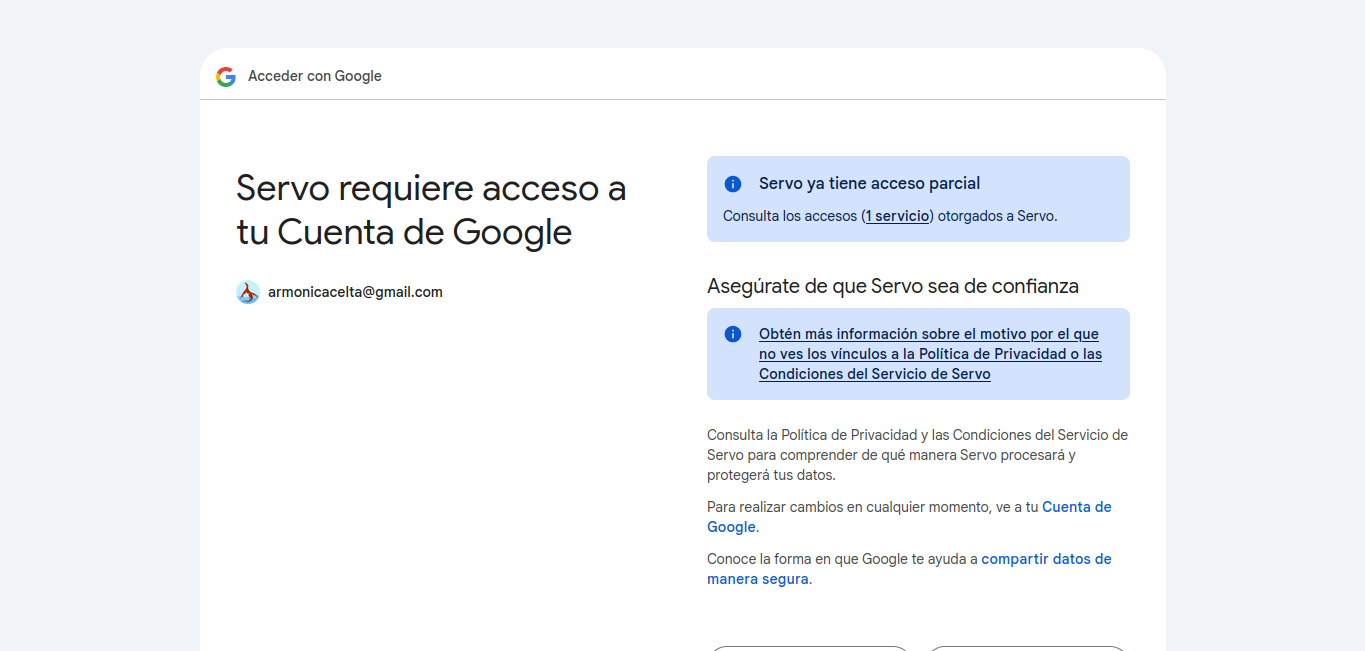 Acceder con Google
Servo requiere acceso a
tu Cuenta de Google
armonicacelta@gmail.com
Servo ya tiene acceso parcial
Consulta los accesos (1 servicio) otorgados a Servo.
Asegúrate de que Servo sea de confianza
Obtén más información sobre el motivo por el que
no ves los vínculos a la Política de Privacidad o las
Condiciones del Servicio de Servo
Consulta la Política de Privacidad y las Condiciones del Servicio de
Servo para comprender de qué manera Servo procesará y
protegerá tus datos.
Para realizar cambios en cualquier momento, ve a tu Cuenta de
Google.
Conoce la forma en que Google te ayuda a compartir datos de
manera segura.